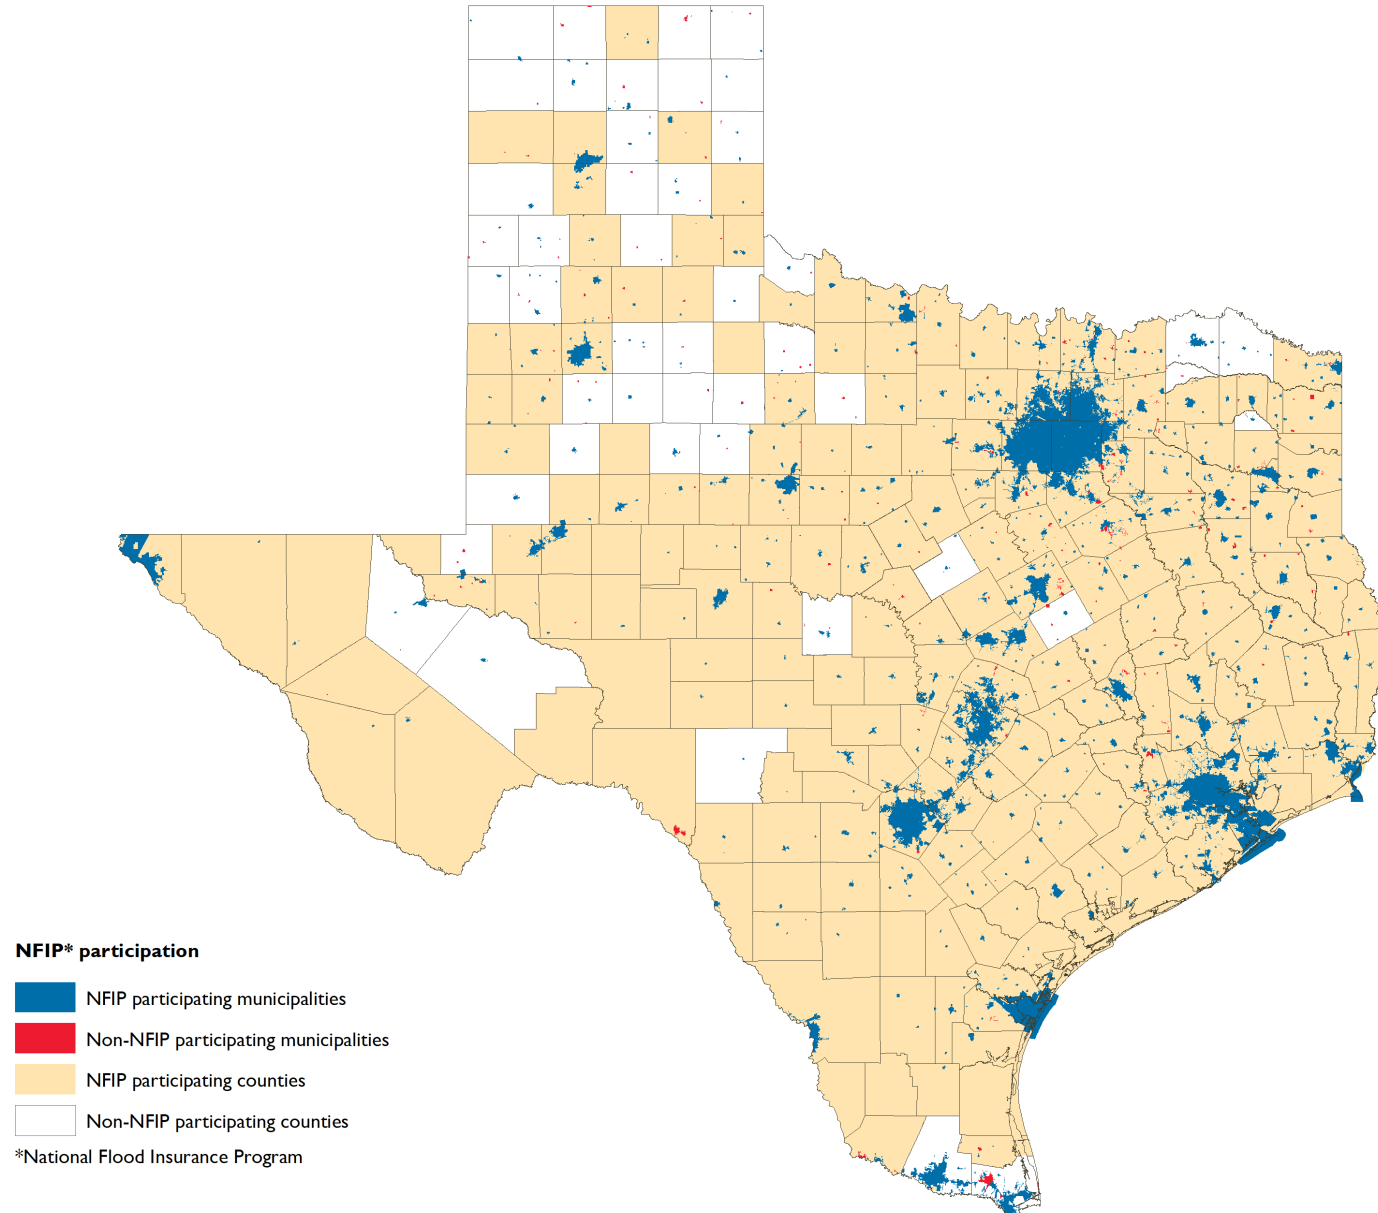 NFIP* participation
NFIP participating municipalities
Non-NFIP participating municipalities
NFIP participating counties
Non-NFIP participating counties
*National Flood Insurance Program